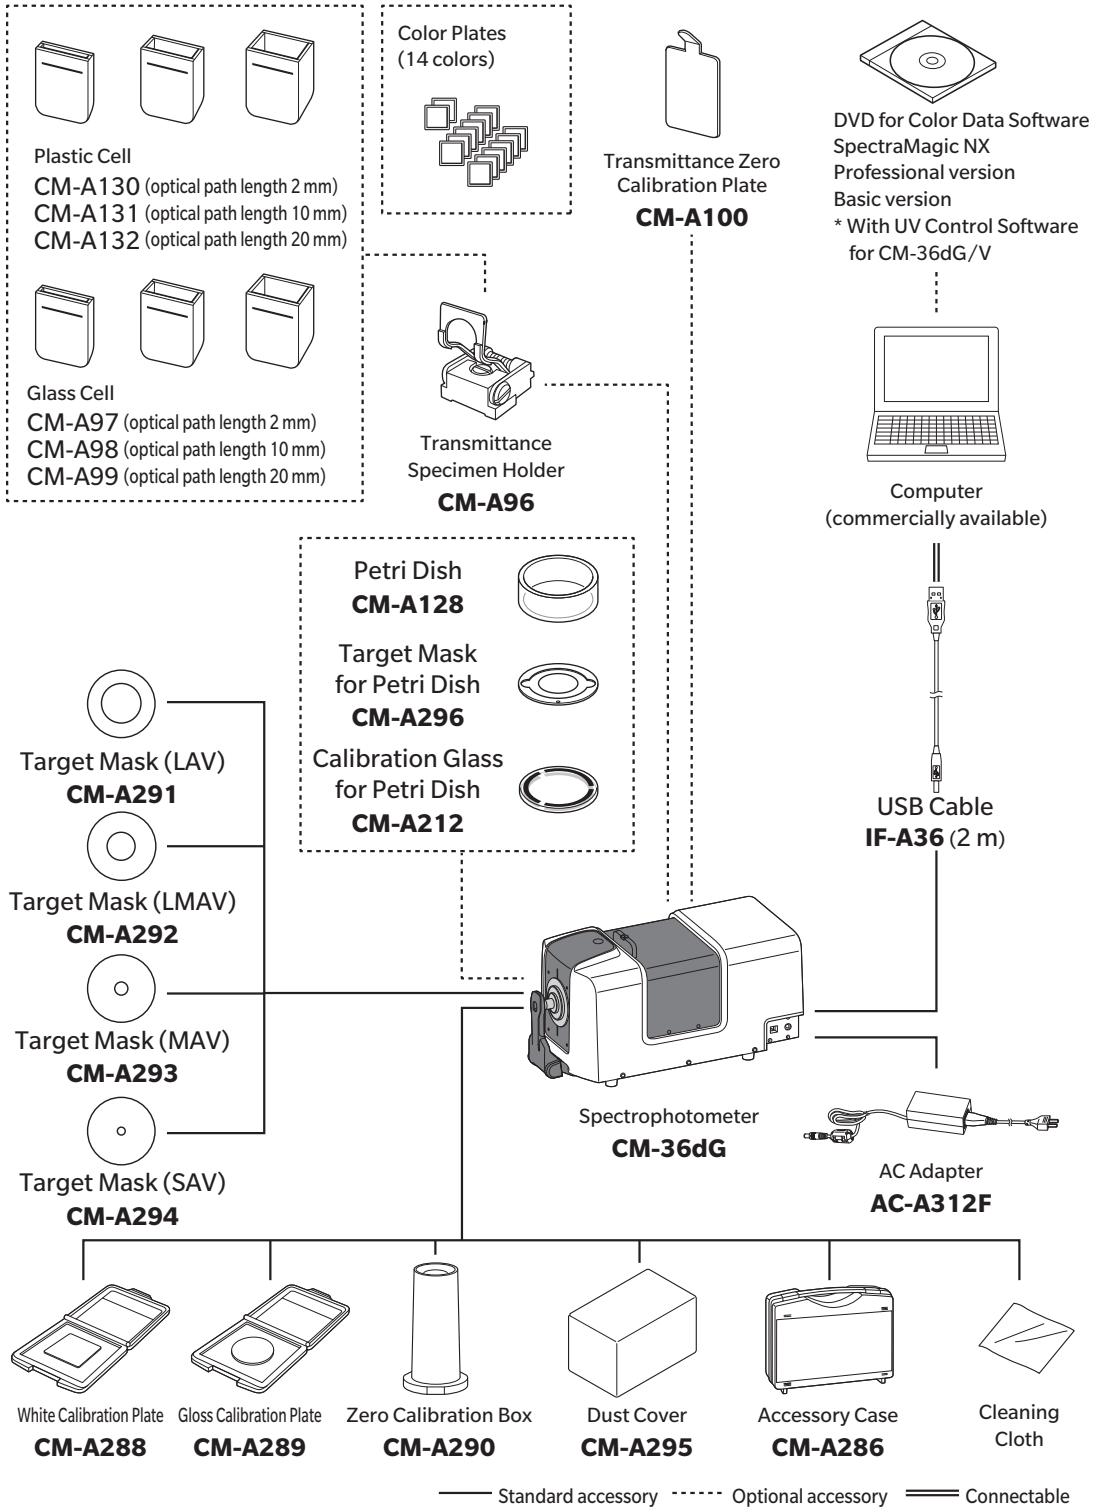 Plastic Cell
CM-A130 (optical path length 2 mm)
CM-A131 (optical path length 10 mm)
CM-A132 (optical path length 20 mm)
Glass Cell
CM-A97 (optical path length 2 mm)
CM-A98 (optical path length 10 mm)
CM-A99 (optical path length 20 mm)
Color Plates
(14 colors)
Transmittance Zero
Calibration Plate
CM-A100
DVD for Color Data Software
SpectraMagic NX
Professional version
Basic version
* With UV Control Software
for CM-36dG/V
Transmittance
Specimen Holder
CM-A96
Computer
(commercially available)
Petri Dish
CM-A128
Target Mask
for Petri Dish
CM-A296
Calibration Glass
for Petri Dish
CM-A212
USB Cable
IF-A36 (2 m)
Target Mask (LAV)
CM-A291
Target Mask (LMAV)
CM-A292
Target Mask (MAV)
CM-A293
Target Mask (SAV)
CM-A294
Spectrophotometer
CM-36dG
AC Adapter
AC-A312F
White Calibration Plate
CM-A288
Gloss Calibration Plate
CM-A289
Zero Calibration Box
CM-A290
Dust Cover
CM-A295
Accessory Case
CM-A286
Cleaning
Cloth
Standard accessory
Optional accessory
Connectable